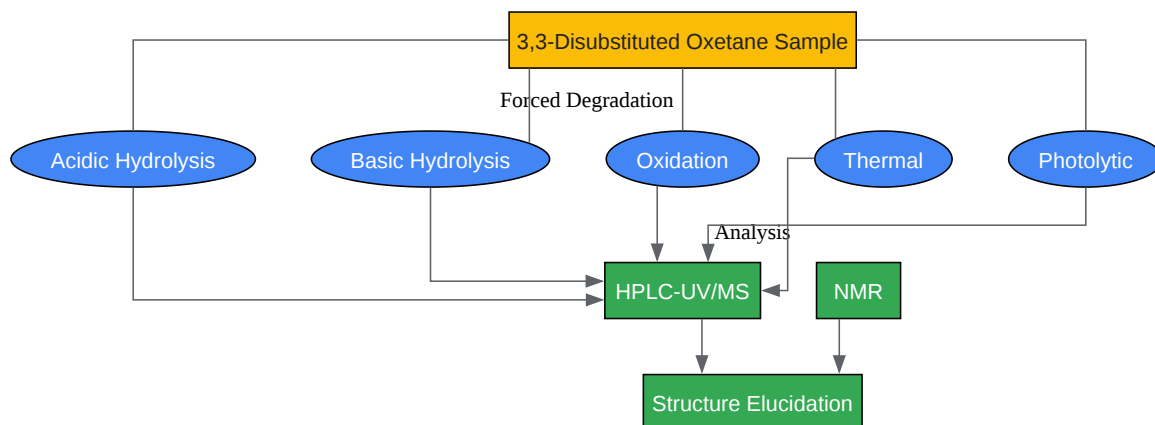 3,3-Disubstituted Oxetane Sample
Forced Degradation
Acidic Hydrolysis
Basic Hydrolysis
Oxidation
Thermal
Photolytic
Analysis
HPLC-UV/MS
NMR
Structure Elucidation